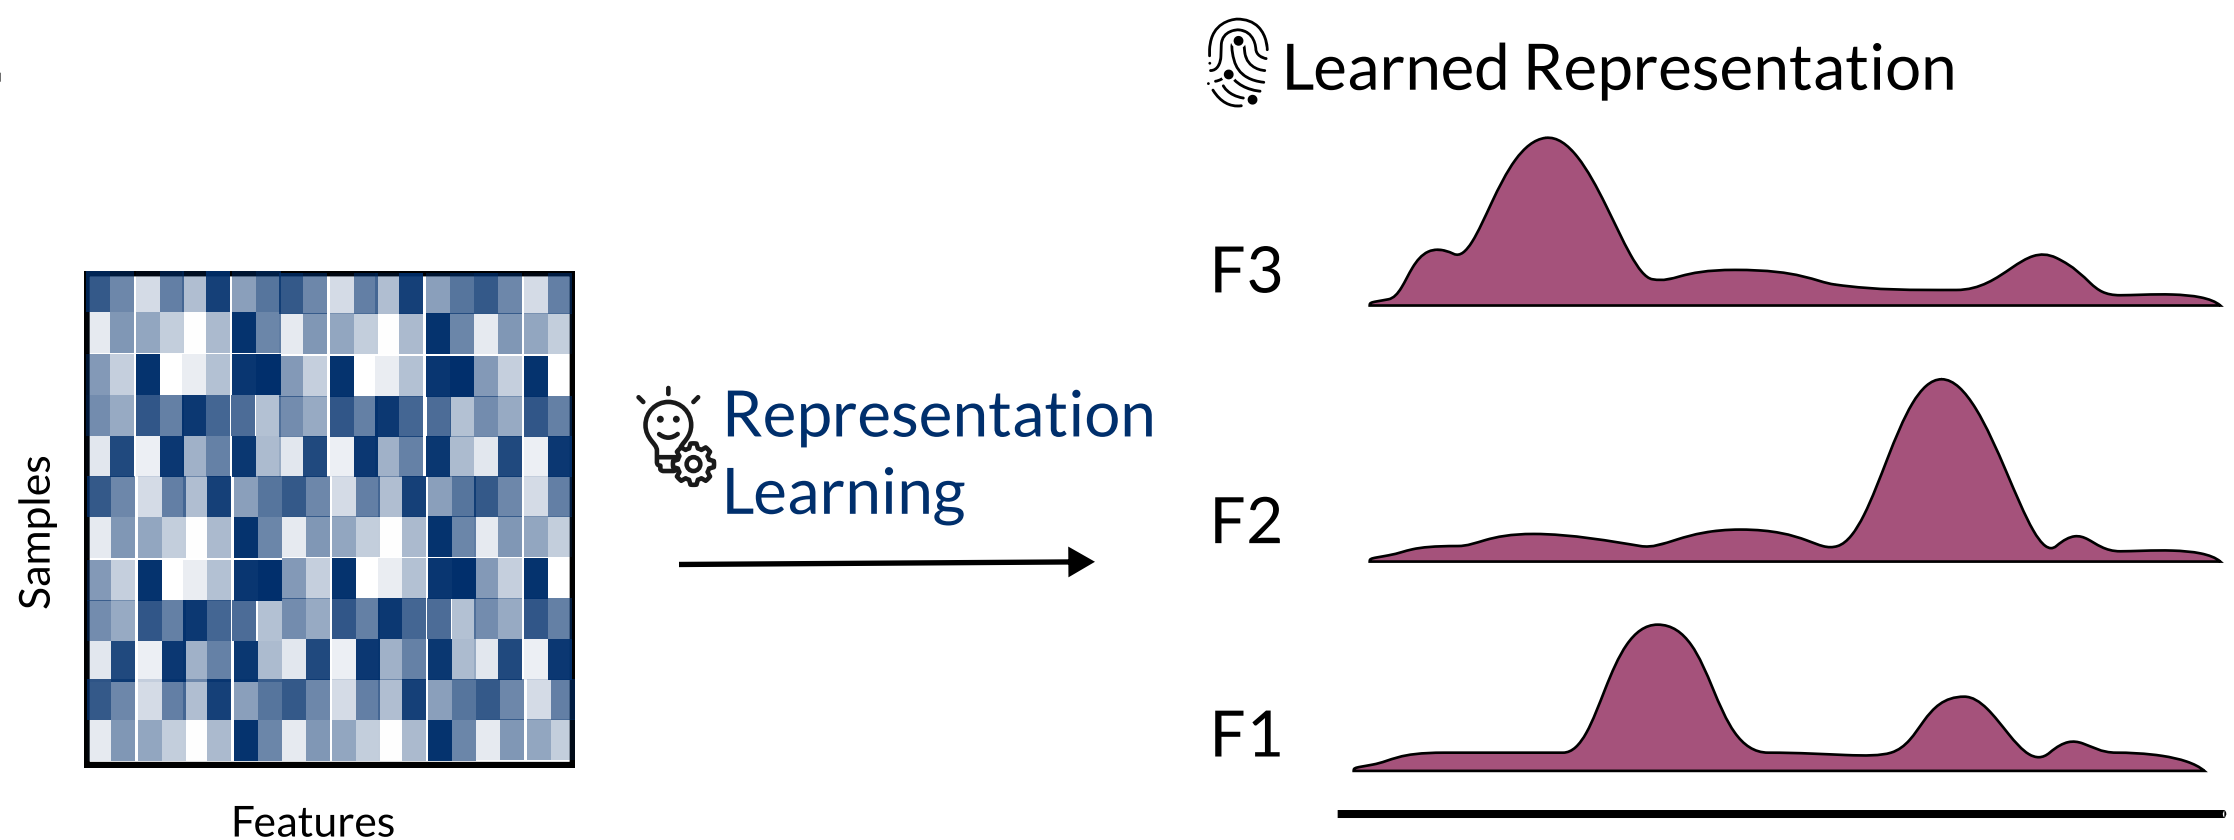 Learned Representation
F3
Representation
Learning
F2
Samples
F1
Features